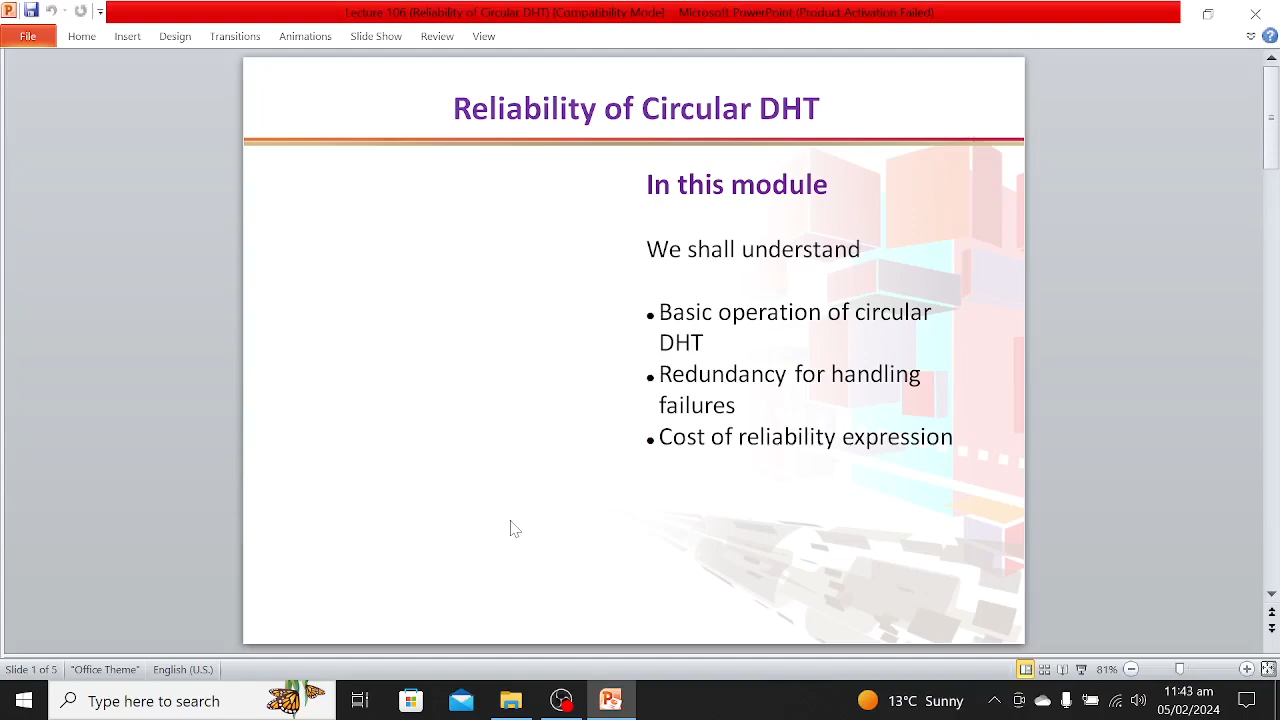 Lecture 106 (Reliability of Circular DHT) [Compatibility Mode] - Microsoft PowerPoint (Product Activation Failed)
File Home Insert Design Transitions Animations Slide Show Review View
Reliability of Circular DHT
In this module
We shall understand
• Basic operation of circular
DHT
• Redundancy for handling
failures
• Cost of reliability expression
Slide 1 of 5 "Office Theme" English (U.S.) 81%
Type here to search 13°C Sunny 11:43 am
05/02/2024